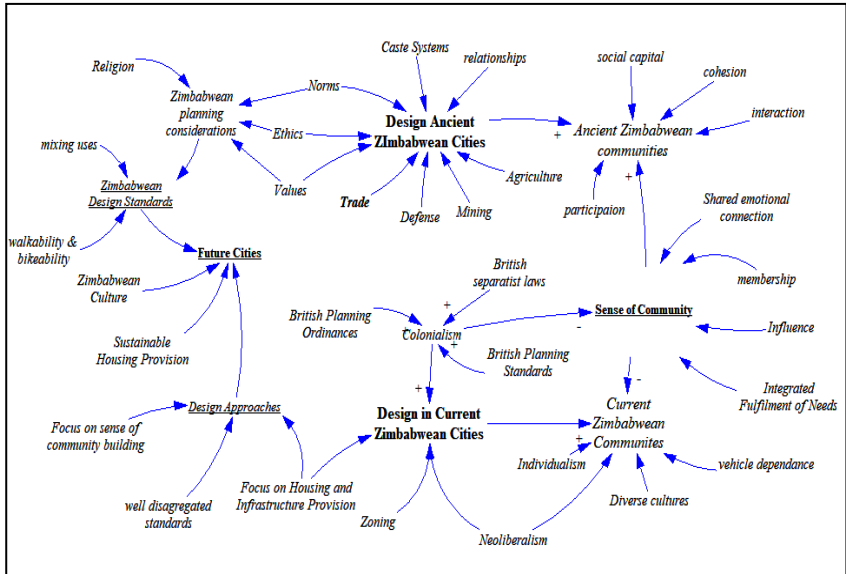 Caste Systems
relationships
social capital
cohesion
interaction
Religion
Norms
Zimbabwean
planning
considerations
Ethics
Values
Design Ancient
ZImbabwean Cities
+
Ancient Zimbabwean
communities
+
mixing uses
Zimbabwean
Design Standards
Trade
Defense
Mining
Agriculture
participaion
Shared emotional
connection
walkability &
bikeability
Future Cities
Zimbabwean
Culture
Sustainable
Housing Provision
British
separatist laws
British Planning
Ordinances
+
+
Colonialism
+
British Planning
Standards
+
-
Sense of Community
membership
Influence
Integrated
Fulfilment of Needs
-
Focus on sense of
community building
Design Approaches
well disagregated
standards
Focus on Housing and
Infrastructure Provision
Design in Current
Zimbabwean Cities
Zoning
Neoliberalism
Individualism
+
Current
Zimbabwean
Communites
vehicle dependance
Diverse cultures